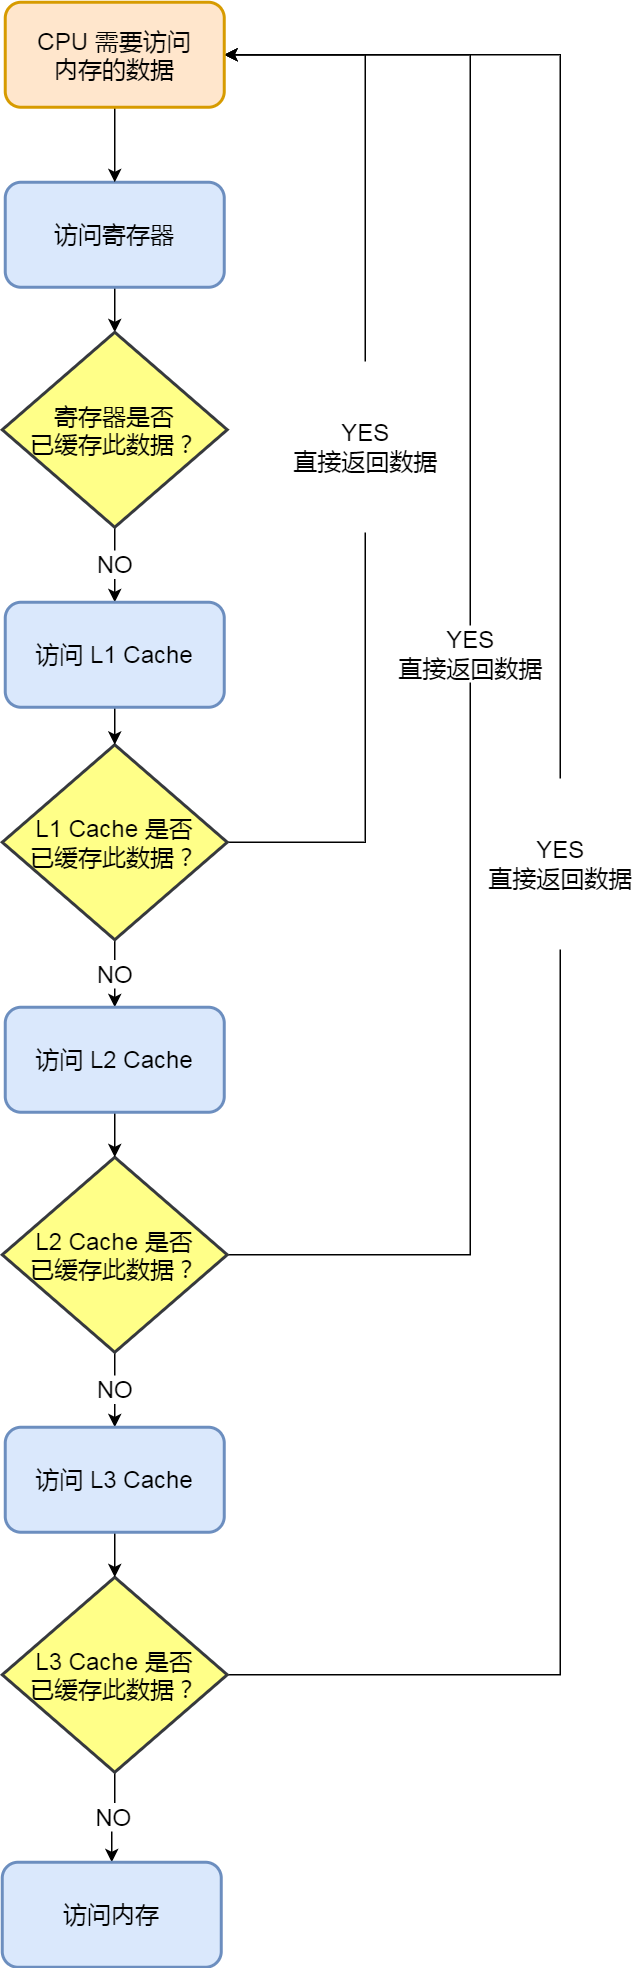 CPU 需要访问
内存的数据
访问寄存器
寄存器是否
已缓存此数据？
YES
直接返回数据
NO
访问 L1 Cache
YES
直接返回数据
L1 Cache 是否
已缓存此数据？
YES
直接返回数据
NO
访问 L2 Cache
L2 Cache 是否
已缓存此数据？
NO
访问 L3 Cache
L3 Cache 是否
已缓存此数据？
NO
访问内存